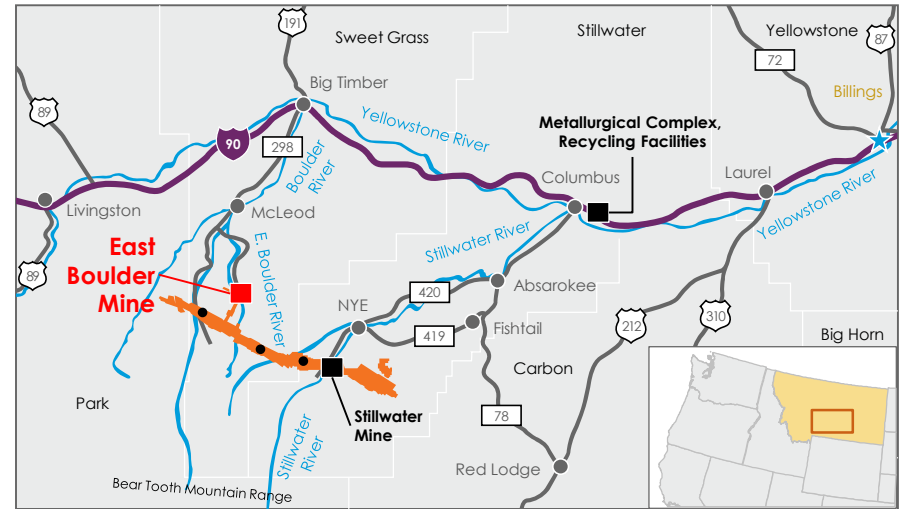 191
Sweet Grass
Stillwater
Yellowstone
87
72
Big Timber
Billings
89
Yellowstone River
Metallurgical Complex,
Recycling Facilities
90
298
Boulder
River
Columbus
Laurel
Livingston
McLeod
Yellowstone River
East
Boulder
Mine
E. Boulder River
Stillwater River
89
NYE
420
Absarokee
419
Fishtail
212
310
Big Horn
Carbon
Park
Stillwater
Mine
78
Stillwater
River
Red Lodge
Bear Tooth Mountain Range